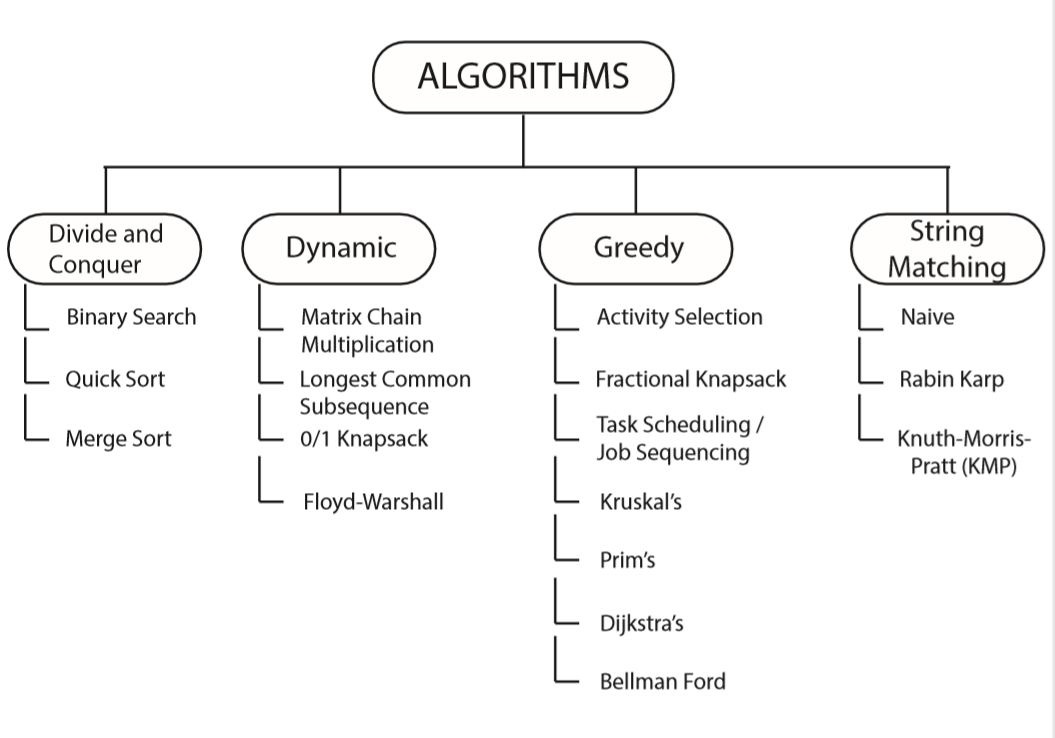 ALGORITHMS
Divide and
Conquer
Binary Search
Quick Sort
Merge Sort
Dynamic
Matrix Chain
Multiplication
Longest Common
Subsequence
0/1 Knapsack
Floyd-Warshall
Greedy
Activity Selection
Fractional Knapsack
Task Scheduling /
Job Sequencing
Kruskal’s
Prim’s
Dijkstra’s
Bellman Ford
String
Matching
Naive
Rabin Karp
Knuth-Morris-
Pratt (KMP)